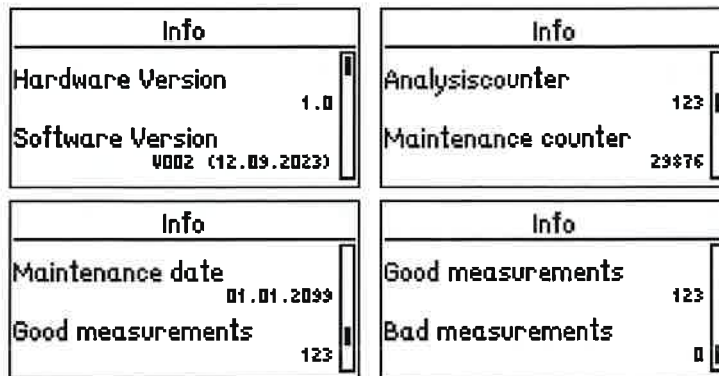 Info
Hardware Version
1.0
Software Version
V002 (12.09.2023)
Info
Analysiscounter
123
Maintenance counter
29876
Info
Maintenance date
01.01.2099
Good measurements
123
Info
Good measurements
123
Bad measurements
0